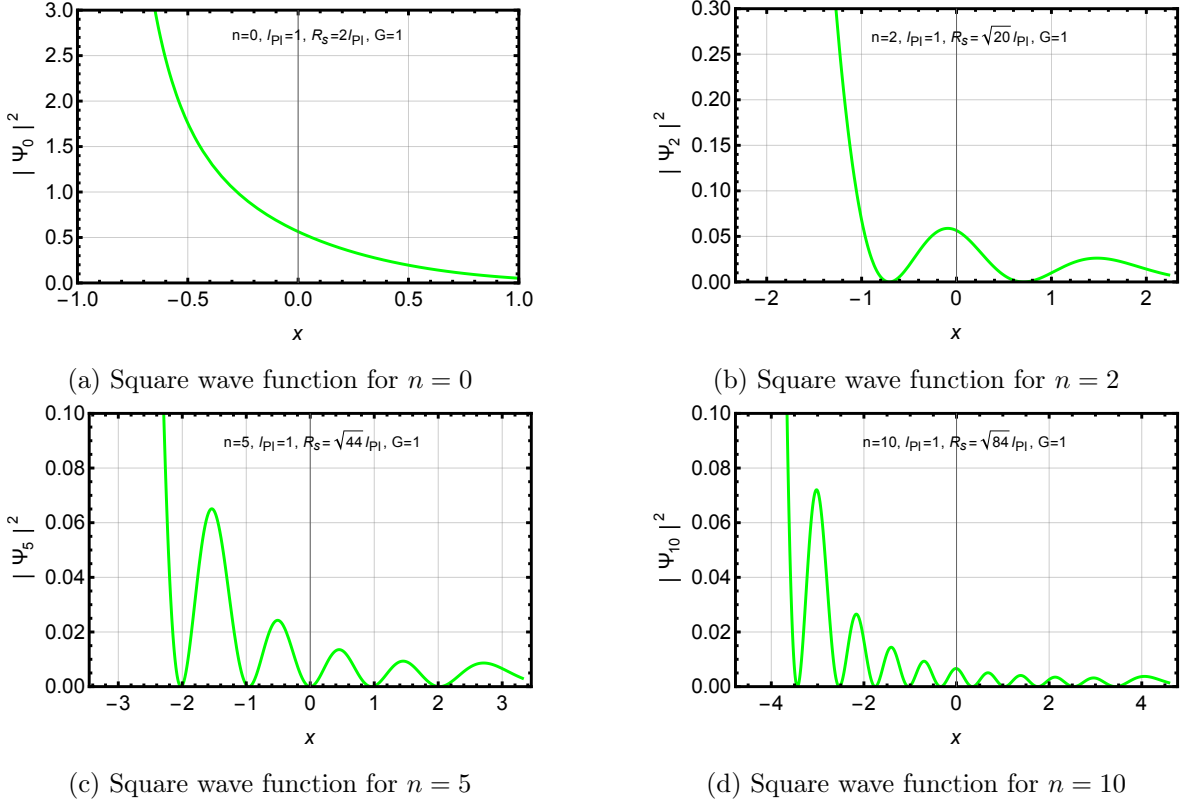 3.0
2.5
2.0
1.5
1.0
0.5
0.0
−1.0 −0.5 0.0 0.5 1.0
x
| Ψ0 |²
n=0, lPl=1, Rs=2lPl, G=1
(a) Square wave function for n = 0
0.30
0.25
0.20
0.15
0.10
0.05
0.00
−2 −1 0 1 2
x
| Ψ2 |²
n=2, lPl=1, Rs=√20 lPl, G=1
(b) Square wave function for n = 2
0.10
0.08
0.06
0.04
0.02
0.00
−3 −2 −1 0 1 2 3
x
| Ψ5 |²
n=5, lPl=1, Rs=√44 lPl, G=1
(c) Square wave function for n = 5
0.10
0.08
0.06
0.04
0.02
0.00
−4 −2 0 2 4
x
| Ψ10 |²
n=10, lPl=1, Rs=√84 lPl, G=1
(d) Square wave function for n = 10